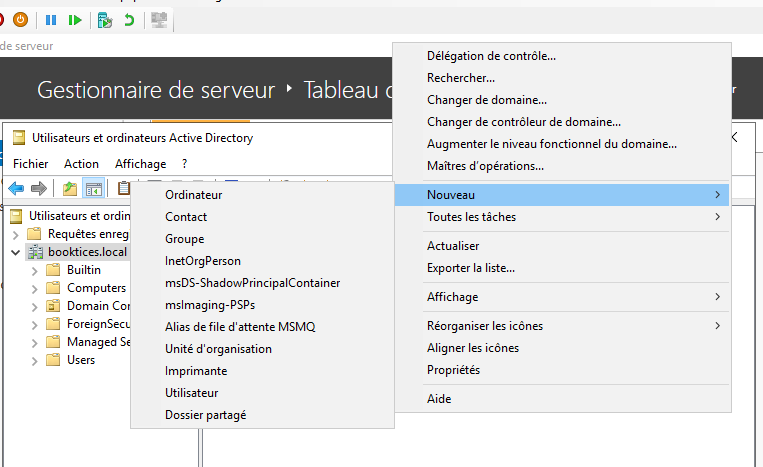 de serveur
Gestionnaire de serveur ‣ Tableau
Utilisateurs et ordinateurs Active Directory
Fichier Action Affichage ?
Utilisateurs et ordin
Requêtes enreg
booktices.local
Builtin
Computers
Domain Con
ForeignSecu
Managed Se
Users
Ordinateur
Contact
Groupe
InetOrgPerson
msDS-ShadowPrincipalContainer
msImaging-PSPs
Alias de file d'attente MSMQ
Unité d'organisation
Imprimante
Utilisateur
Dossier partagé
Délégation de contrôle...
Rechercher...
Changer de domaine...
Changer de contrôleur de domaine...
Augmenter le niveau fonctionnel du domaine...
Maîtres d'opérations...
Nouveau
Toutes les tâches
Actualiser
Exporter la liste...
Affichage
Réorganiser les icônes
Aligner les icônes
Propriétés
Aide